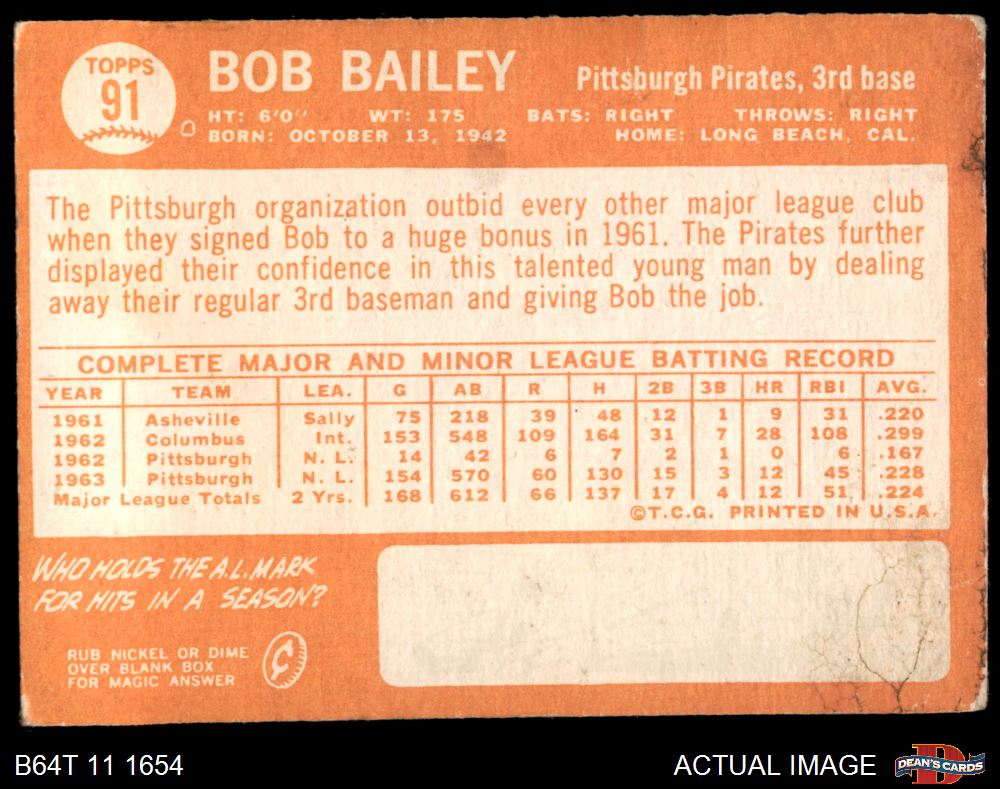 TOPPS
91
BOB BAILEY
Pittsburgh Pirates, 3rd base
HT: 6'0" WT: 175 BATS: RIGHT THROWS: RIGHT
BORN: OCTOBER 13, 1942 HOME: LONG BEACH, CAL.
The Pittsburgh organization outbid every other major league club
when they signed Bob to a huge bonus in 1961. The Pirates further
displayed their confidence in this talented young man by dealing
away their regular 3rd baseman and giving Bob the job.
COMPLETE MAJOR AND MINOR LEAGUE BATTING RECORD
YEAR TEAM LEA. G AB R H 2B 3B HR RBI AVG.
1961 Asheville Sally 75 218 39 48 12 1 9 31 .220
1962 Columbus Int. 153 548 109 164 31 7 28 108 .299
1962 Pittsburgh N. L. 14 42 6 7 2 1 0 6 .167
1963 Pittsburgh N. L. 154 570 60 130 15 3 12 45 .228
Major League Totals 2 Yrs. 168 612 66 137 17 4 12 51 .224
©T.C.G. PRINTED IN U.S.A.
WHO HOLDS THE A.L. MARK
FOR HITS IN A SEASON?
RUB NICKEL OR DIME
OVER BLANK BOX
FOR MAGIC ANSWER
¢
B64T 11 1654
ACTUAL IMAGE
D
DEAN'S CARDS